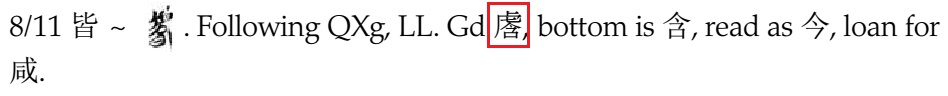 8/11 皆 ~ . Following QXg, LL. Gd , bottom is 含, read as 今, loan for
咸.